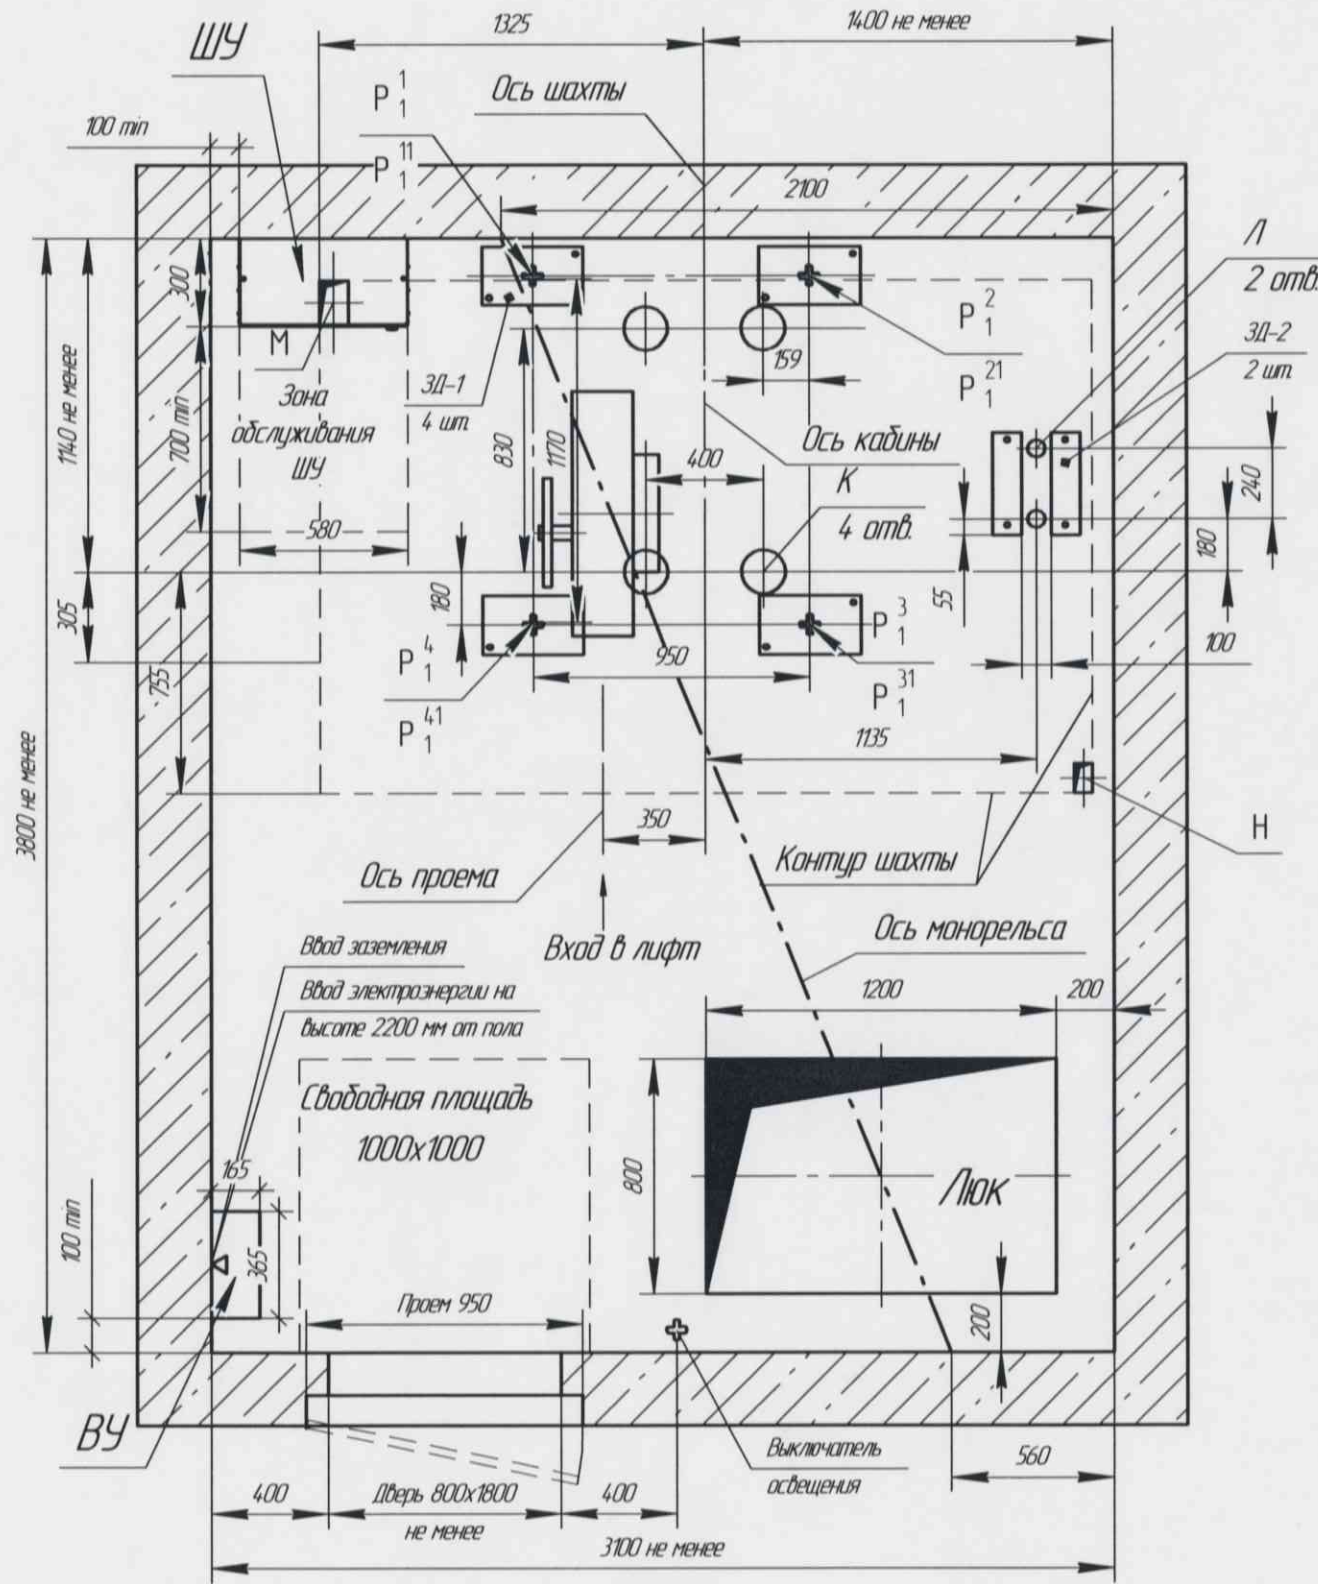 1325
1400 не менее
ШУ
P 1 1
Ось шахты
100 min
P 11 1
2100
Л
2 отв.
300
P 2 1
ЗД-2
2 шт.
М
159
P 21 1
Зона
обслуживания
ШУ
ЗД-1
4 шт.
1140 не менее
700 min
830
1170
Ось кабины
400
К
4 отв.
240
580
180
55
180
305
P 4 1
P 3 1
950
100
755
P 41 1
P 31 1
1135
3800 не менее
350
Н
Контур шахты
Ось проема
Ось монорельса
Вход в лифт
Ввод заземления
Ввод электроэнергии на
высоте 2200 мм от пола
1200
200
Свободная площадь
1000х1000
165
800
Люк
100 min
365
Проем 950
200
ВУ
Выключатель
освещения
560
400
Дверь 800х1800
не менее
400
3100 не менее